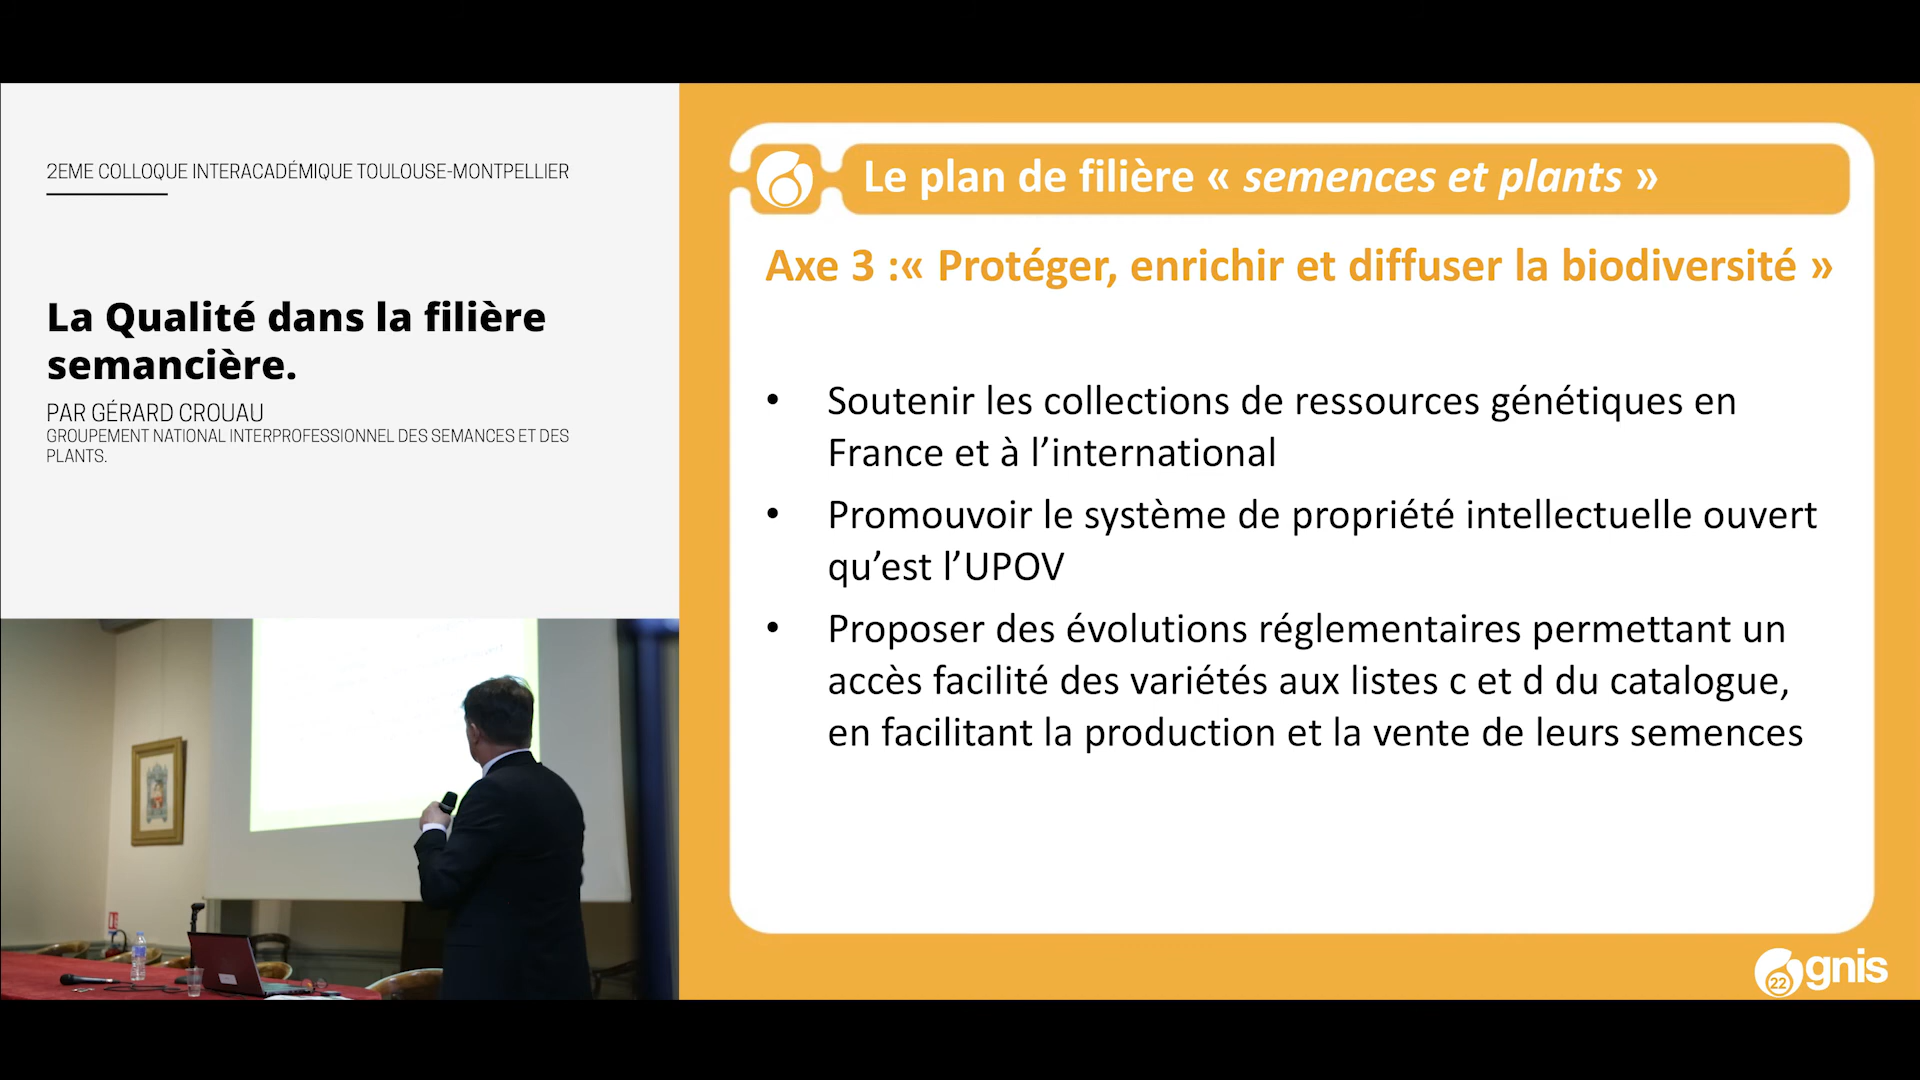 2EME COLLOQUE INTERACADÉMIQUE TOULOUSE-MONTPELLIER
La Qualité dans la filière
semancière.
PAR GÉRARD CROUAU
GROUPEMENT NATIONAL INTERPROFESSIONNEL DES SEMANCES ET DES
PLANTS.
Le plan de filière « semences et plants »
Axe 3 :« Protéger, enrichir et diffuser la biodiversité »
• Soutenir les collections de ressources génétiques en
France et à l’international
• Promouvoir le système de propriété intellectuelle ouvert
qu’est l’UPOV
• Proposer des évolutions réglementaires permettant un
accès facilité des variétés aux listes c et d du catalogue,
en facilitant la production et la vente de leurs semences
22
gnis